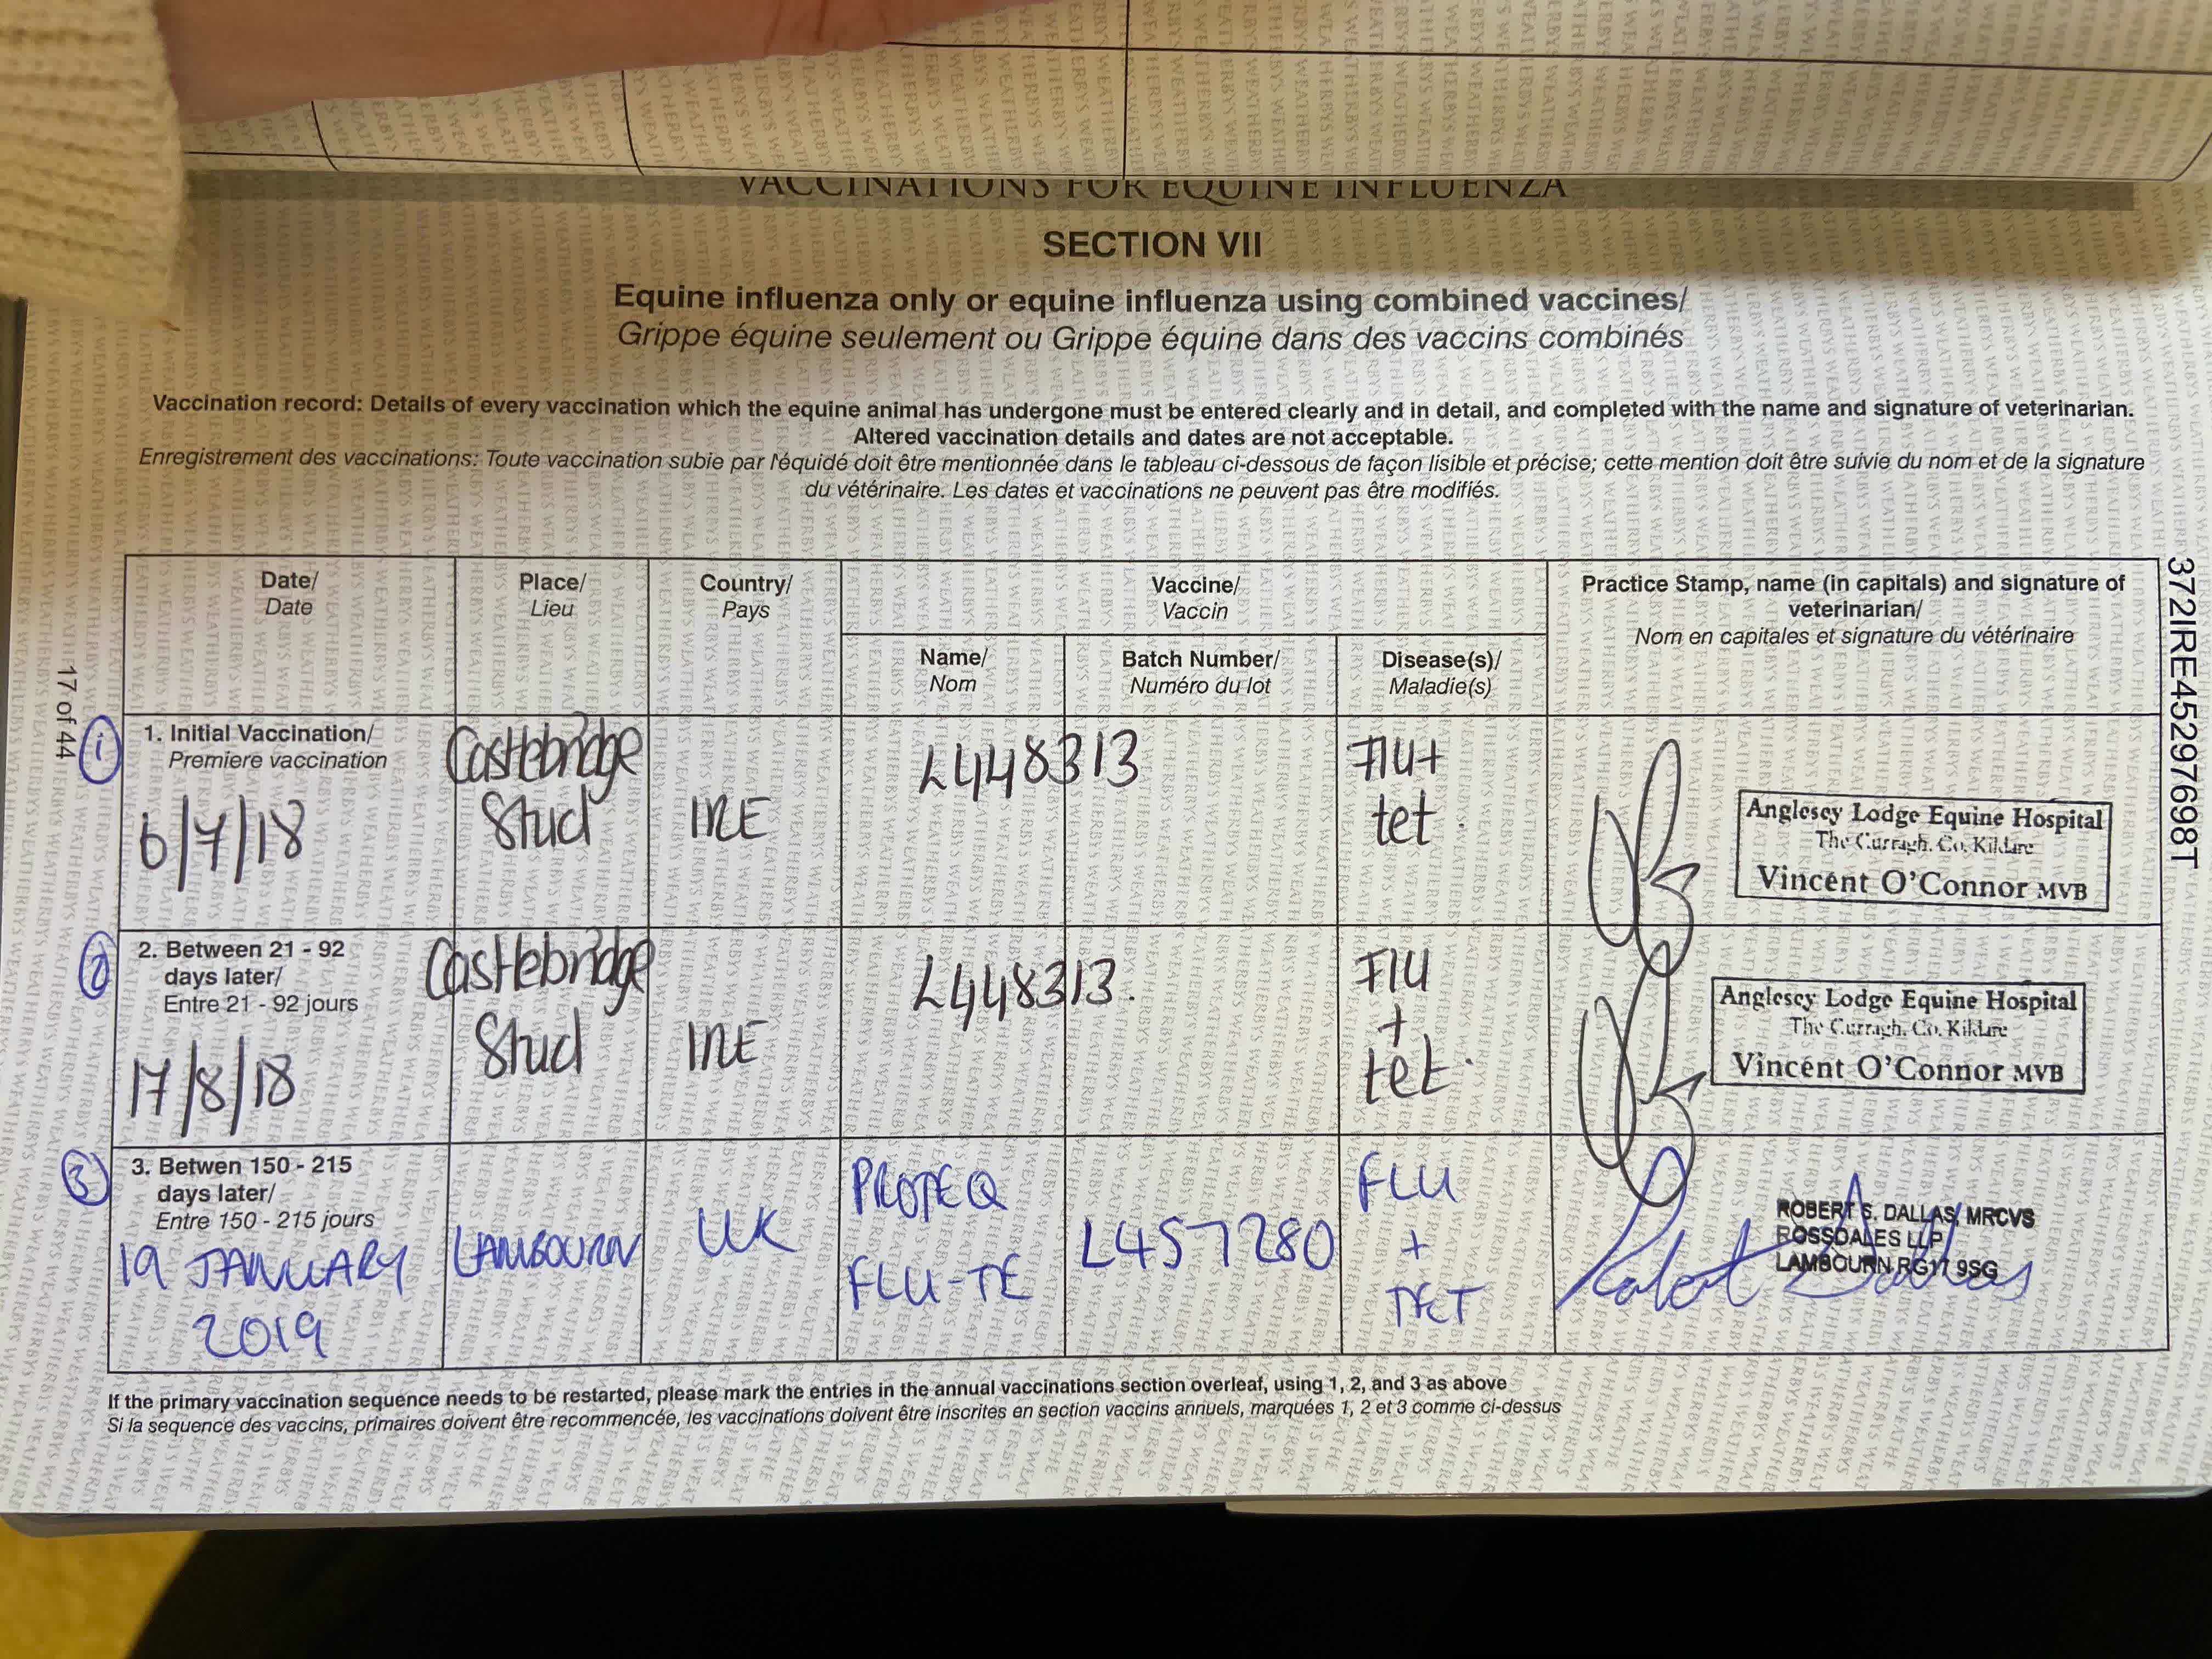 VACCINATIONS FOR EQUINE INFLUENZA
SECTION VII
Equine influenza only or equine influenza using combined vaccines/
Grippe équine seulement ou Grippe équine dans des vaccins combinés
Vaccination record: Details of every vaccination which the equine animal has undergone must be entered clearly and in detail, and completed with the name and signature of veterinarian.
Altered vaccination details and dates are not acceptable.
Enregistrement des vaccinations: Toute vaccination subie par l'équidé doit être mentionnée dans le tableau ci-dessous de façon lisible et précise; cette mention doit être suivie du nom et de la signature
du vétérinaire. Les dates et vaccinations ne peuvent pas être modifiés.
Date/
Date
Place/
Lieu
Country/
Pays
Vaccine/
Vaccin
Name/
Nom
Batch Number/
Numéro du lot
Disease(s)/
Maladie(s)
Practice Stamp, name (in capitals) and signature of
veterinarian/
Nom en capitales et signature du vétérinaire
1
1. Initial Vaccination/
Premiere vaccination
6/7/18
Castlebridge
Stud
IRE
L448313
Flu+
tet.
Anglesey Lodge Equine Hospital
The Curragh. Co. Kildare
Vincent O'Connor MVB
2
2. Between 21 - 92
days later/
Entre 21 - 92 jours
17/8/18
Castlebridge
Stud
IRE
L448313.
Flu
+
tet.
Anglesey Lodge Equine Hospital
The Curragh. Co. Kildare
Vincent O'Connor MVB
3
3. Betwen 150 - 215
days later/
Entre 150 - 215 jours
19 JANUARY
2019
LAMBOURN
UK
PROTEQ
FLU-TE
L457280
FLU
+
TET
ROBERT S. DALLAS, MRCVS
ROSSDALES LLP
LAMBOURN RG17 9SG
Robert Dallas
If the primary vaccination sequence needs to be restarted, please mark the entries in the annual vaccinations section overleaf, using 1, 2, and 3 as above
Si la sequence des vaccins, primaires doivent être recommencée, les vaccinations doivent être inscrites en section vaccins annuels, marquées 1, 2 et 3 comme ci-dessus
17 of 44
372IRE45297698T
WEATHERBYS